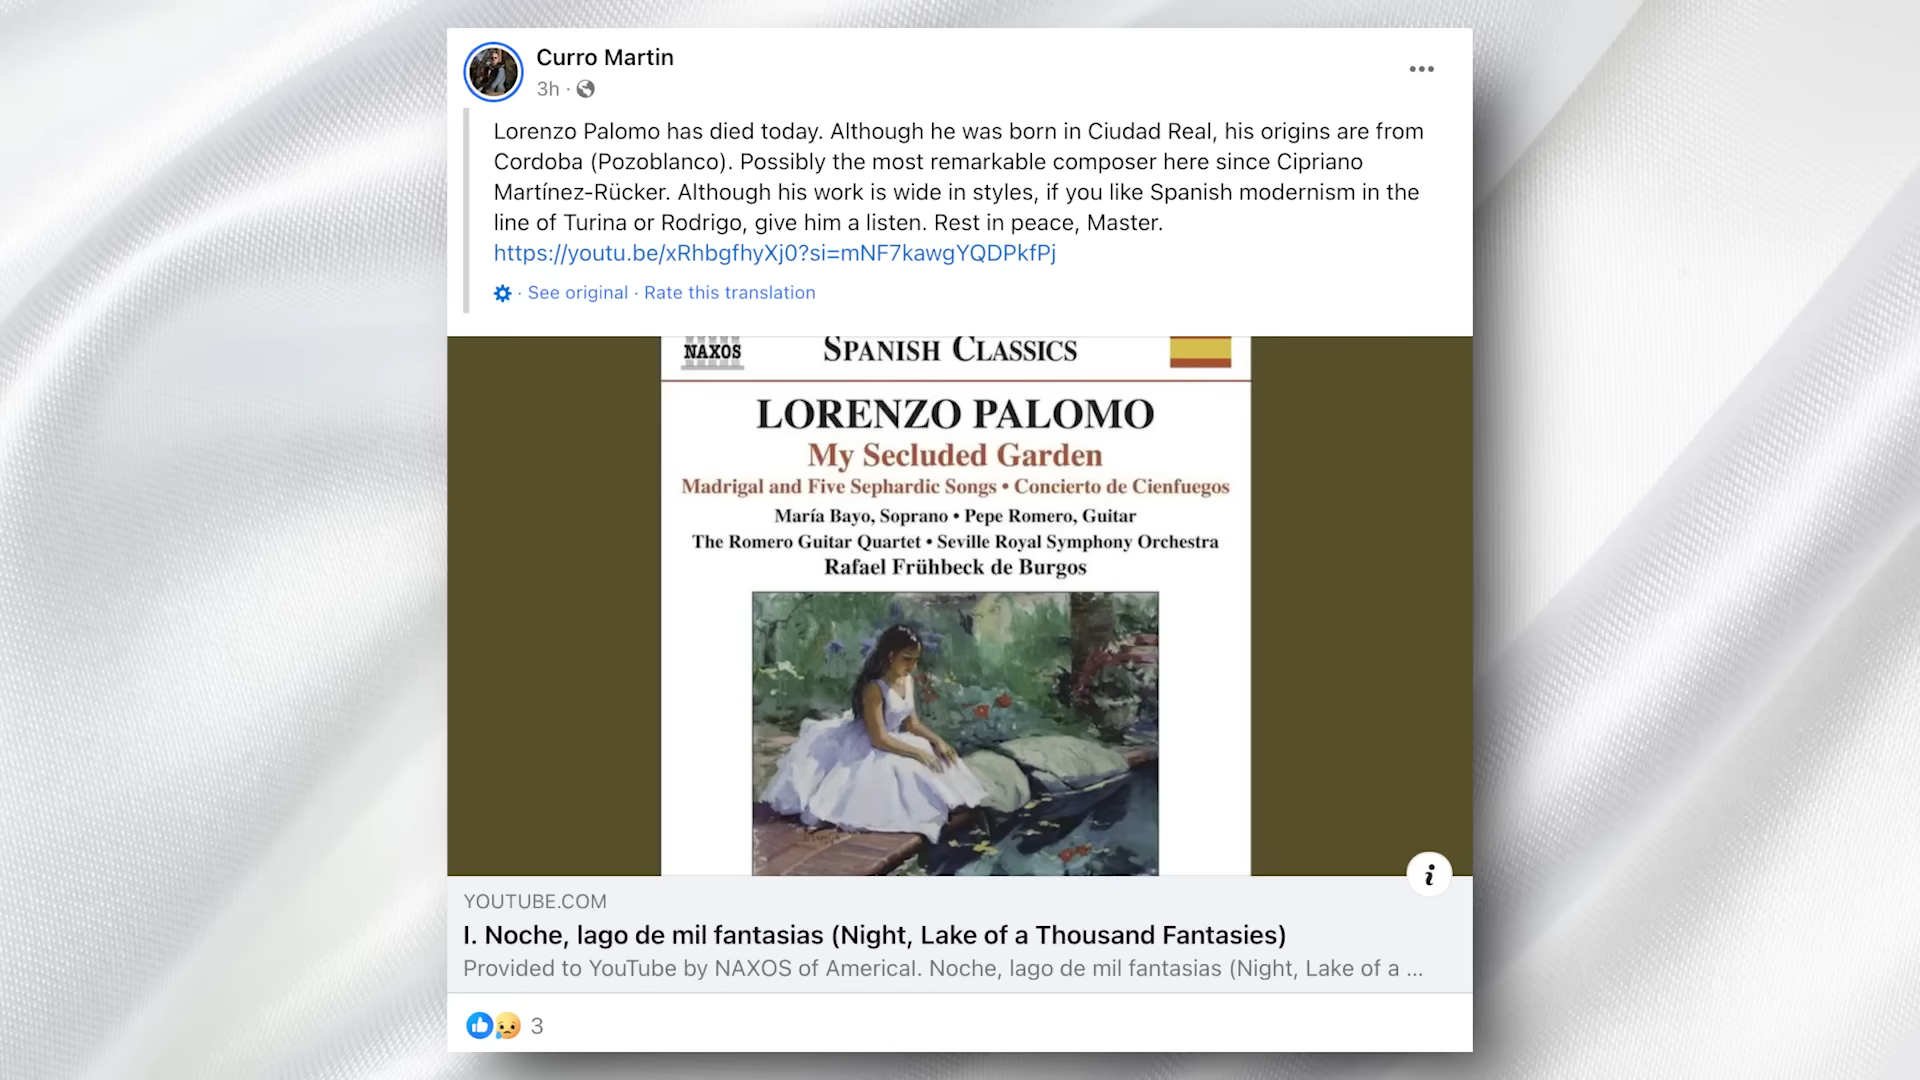 Curro Martin
3h ·
Lorenzo Palomo has died today. Although he was born in Ciudad Real, his origins are from
Cordoba (Pozoblanco). Possibly the most remarkable composer here since Cipriano
Martínez-Rücker. Although his work is wide in styles, if you like Spanish modernism in the
line of Turina or Rodrigo, give him a listen. Rest in peace, Master.
https://youtu.be/xRhbgfhyXj0?si=mNF7kawgYQDPkfPj
· See original · Rate this translation
NAXOS
SPANISH CLASSICS
LORENZO PALOMO
My Secluded Garden
Madrigal and Five Sephardic Songs • Concierto de Cienfuegos
María Bayo, Soprano • Pepe Romero, Guitar
The Romero Guitar Quartet • Seville Royal Symphony Orchestra
Rafael Frühbeck de Burgos
i
YOUTUBE.COM
I. Noche, lago de mil fantasias (Night, Lake of a Thousand Fantasies)
Provided to YouTube by NAXOS of AmericaI. Noche, lago de mil fantasias (Night, Lake of a ...
3